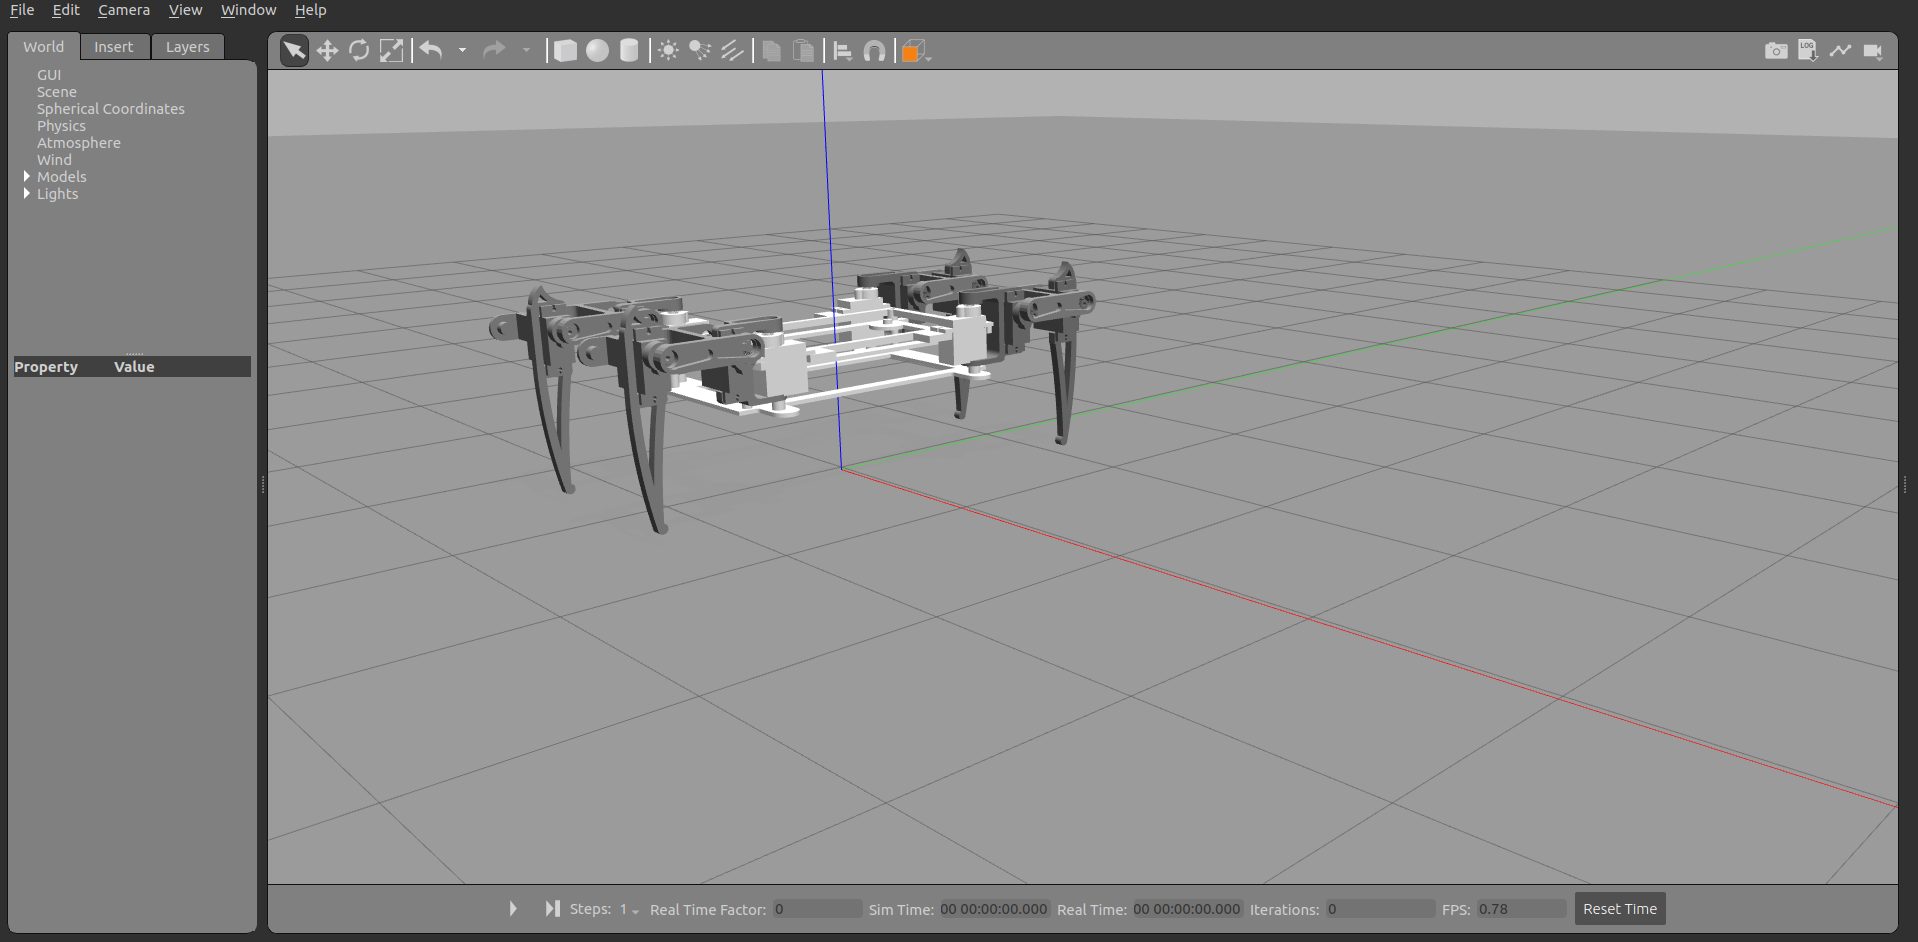 File Edit Camera View Window Help
World Insert Layers
LOG
GUI
Scene
Spherical Coordinates
Physics
Atmosphere
Wind
Models
Lights
Property Value
Steps: 1 Real Time Factor: 0 Sim Time: 00 00:00:00.000 Real Time: 00 00:00:00.000 Iterations: 0 FPS: 0.78 Reset Time